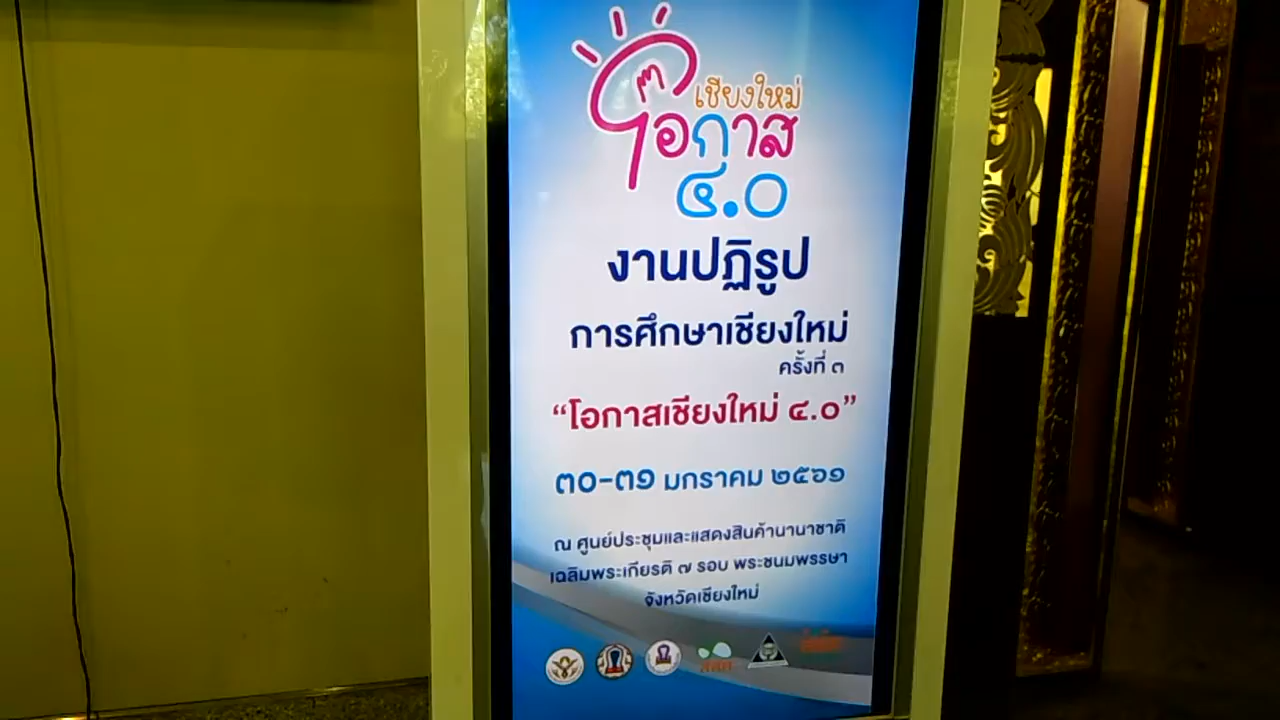 เชียงใหม่
โอกาส
๔.๐
งานปฏิรูป
การศึกษาเชียงใหม่
ครั้งที่ ๓
“โอกาสเชียงใหม่ ๔.๐”
๓๐-๓๑ มกราคม ๒๕๖๑
ณ ศูนย์ประชุมและแสดงสินค้านานาชาติ
เฉลิมพระเกียรติ ๗ รอบ พระชนมพรรษา
จังหวัดเชียงใหม่